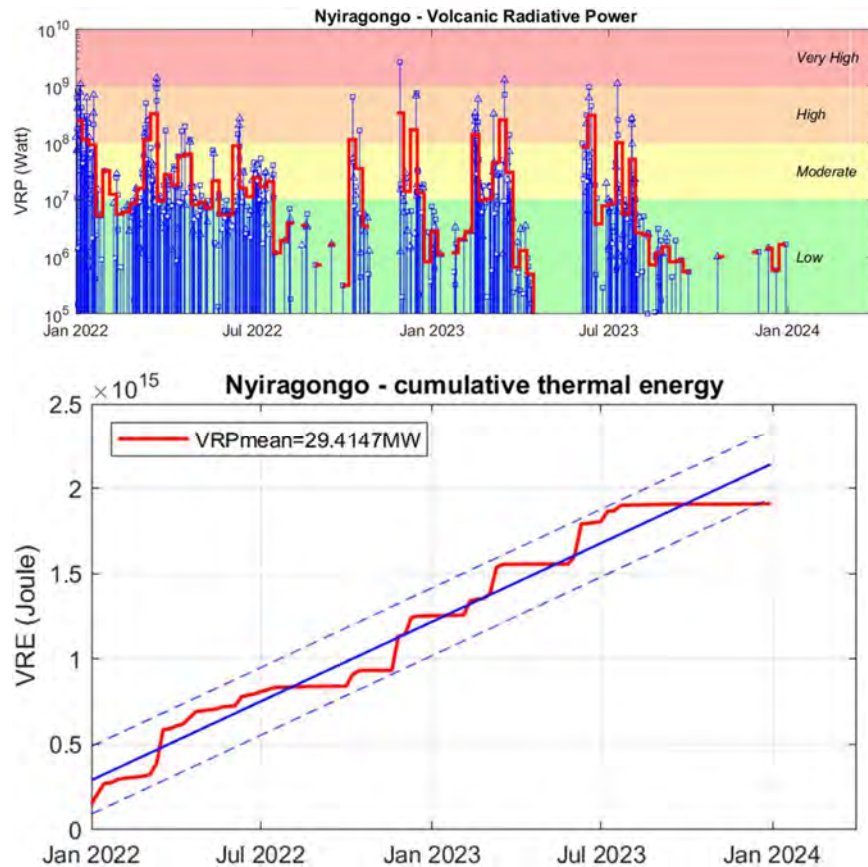 Nyiragongo - Volcanic Radiative Power
10^10
Very High
10^9
High
10^8
Moderate
10^7
10^6
Low
10^5
VRP (Watt)
Jan 2022 Jul 2022 Jan 2023 Jul 2023 Jan 2024
×10^15
Nyiragongo - cumulative thermal energy
2.5
VRPmean=29.4147MW
2
1.5
1
0.5
0
VRE (Joule)
Jan 2022 Jul 2022 Jan 2023 Jul 2023 Jan 2024